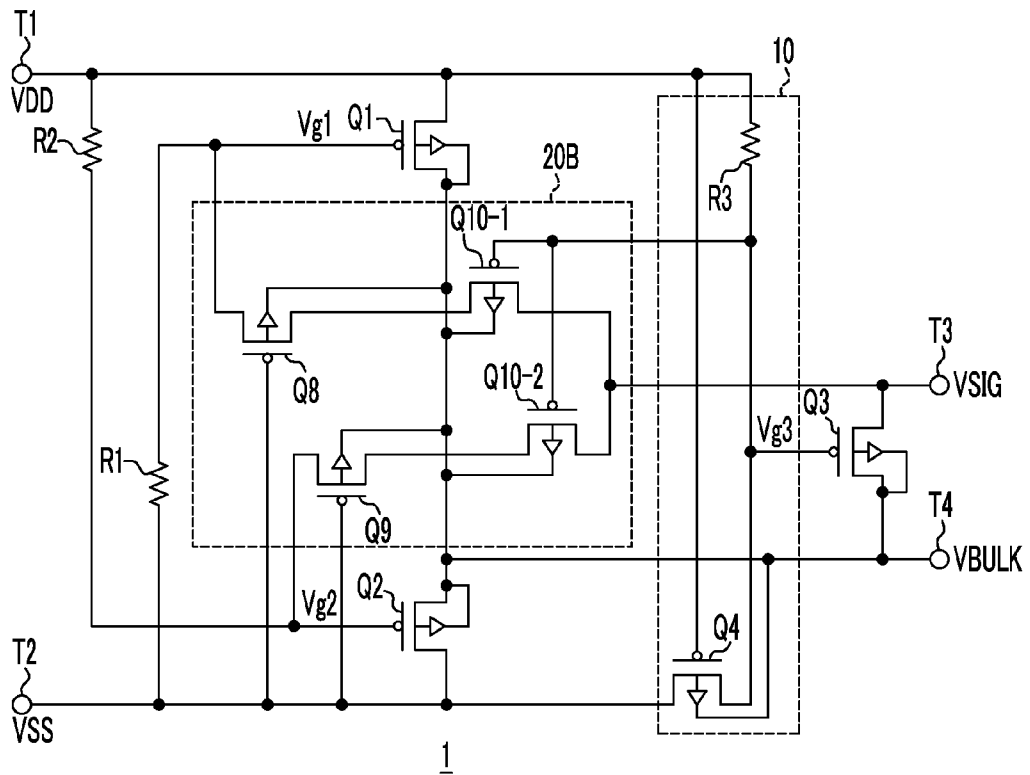 T1
VDD
R2
Vg1
Q1
10
20B
R3
Q10-1
Q8
Q10-2
T3
VSIG
Q3
Vg3
R1
Q9
T4
VBULK
Q2
Vg2
Q4
T2
VSS
1